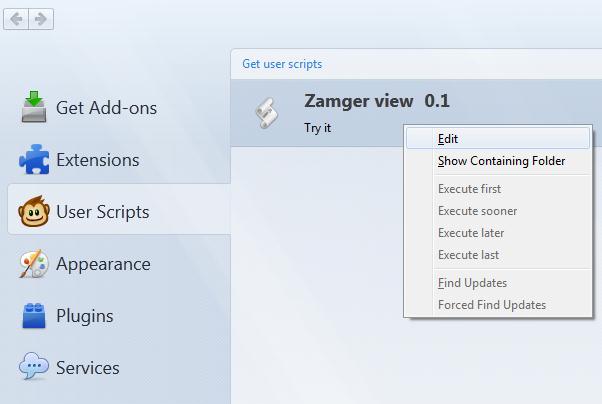 Get user scripts
Get Add-ons
Extensions
User Scripts
Appearance
Plugins
Services
Zamger view 0.1
Try it
Edit
Show Containing Folder
Execute first
Execute sooner
Execute later
Execute last
Find Updates
Forced Find Updates